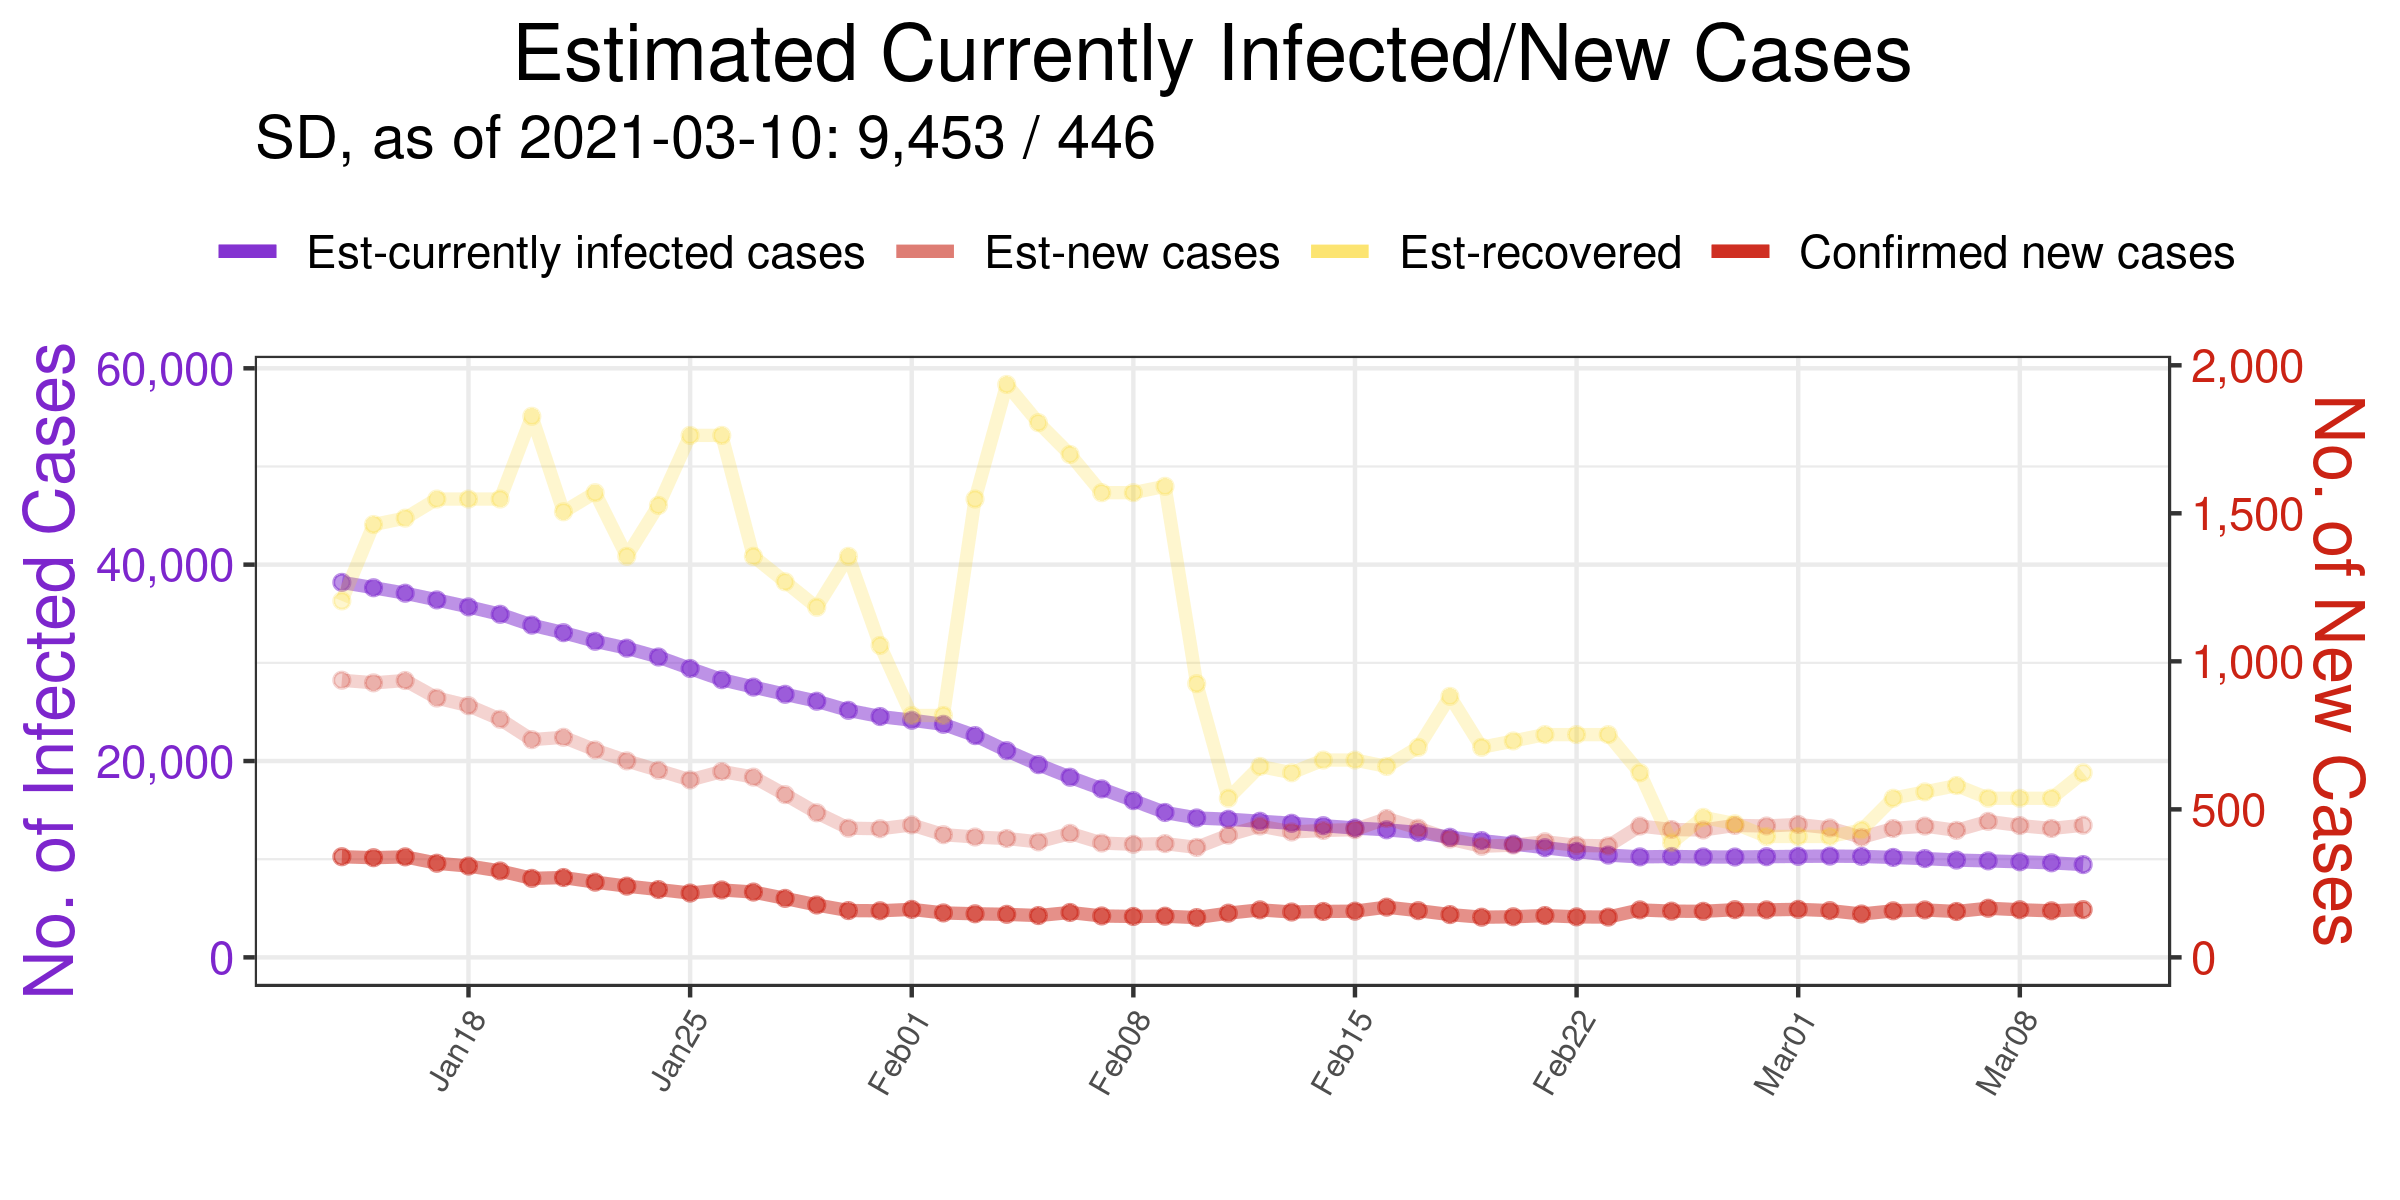 Estimated Currently Infected/New Cases
SD, as of 2021-03-10: 9,453 / 446
Est-currently infected cases Est-new cases Est-recovered Confirmed new cases
No. of Infected Cases
60,000
40,000
20,000
0
2,000
1,500
1,000
500
0
No. of New Cases
Jan18 Jan25 Feb01 Feb08 Feb15 Feb22 Mar01 Mar08